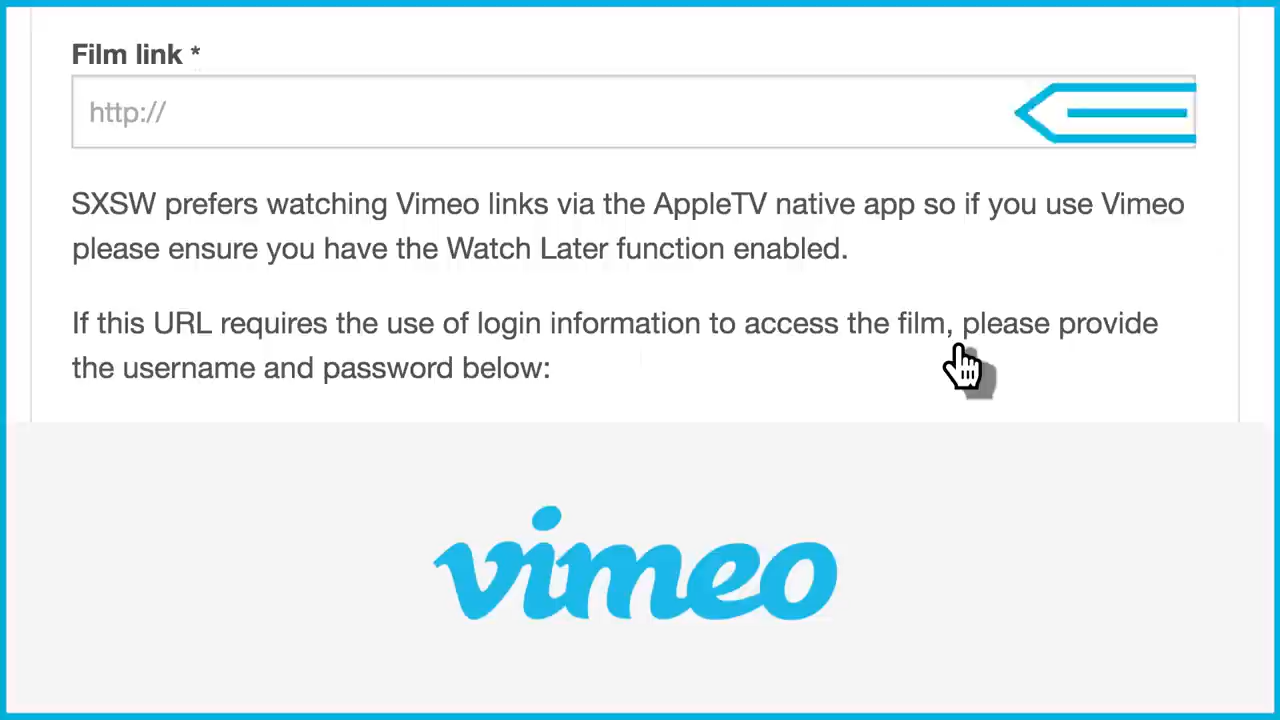 Film link *
http://
SXSW prefers watching Vimeo links via the AppleTV native app so if you use Vimeo
please ensure you have the Watch Later function enabled.
If this URL requires the use of login information to access the film, please provide
the username and password below:
vimeo